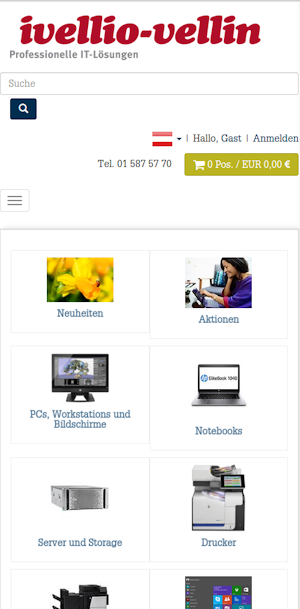 ivellio-vellin
Professionelle IT-Lösungen
Suche
| Hallo, Gast | Anmelden
Tel. 01 587 57 70
0 Pos. / EUR 0,00 €
Neuheiten
Aktionen
PCs, Workstations und
Bildschirme
EliteBook 1040
Notebooks
Server und Storage
Drucker